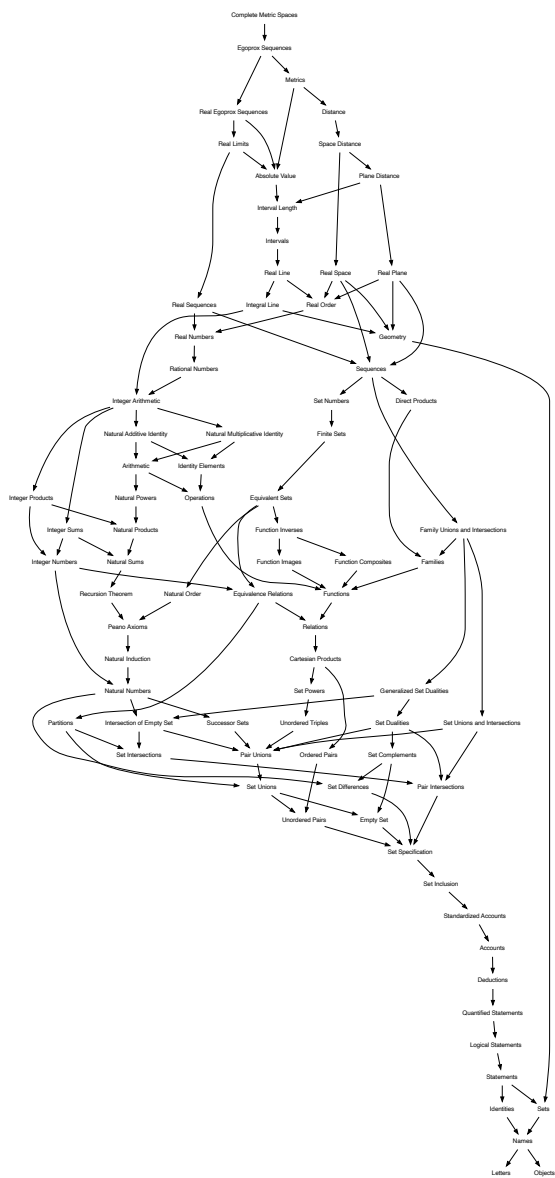 Complete Metric Spaces
Egoprox Sequences
Metrics
Real Egoprox Sequences
Distance
Real Limits
Space Distance
Absolute Value
Plane Distance
Interval Length
Intervals
Real Line
Real Space
Real Plane
Real Sequences
Integral Line
Real Order
Real Numbers
Geometry
Rational Numbers
Sequences
Integer Arithmetic
Set Numbers
Direct Products
Natural Additive Identity
Natural Multiplicative Identity
Finite Sets
Arithmetic
Identity Elements
Integer Products
Natural Powers
Operations
Equivalent Sets
Integer Sums
Natural Products
Function Inverses
Family Unions and Intersections
Integer Numbers
Natural Sums
Function Images
Function Composites
Families
Recursion Theorem
Natural Order
Equivalence Relations
Functions
Peano Axioms
Relations
Natural Induction
Cartesian Products
Natural Numbers
Set Powers
Generalized Set Dualities
Partitions
Intersection of Empty Set
Successor Sets
Unordered Triples
Set Dualities
Set Unions and Intersections
Set Intersections
Pair Unions
Ordered Pairs
Set Complements
Set Unions
Set Differences
Pair Intersections
Unordered Pairs
Empty Set
Set Specification
Set Inclusion
Standardized Accounts
Accounts
Deductions
Quantified Statements
Logical Statements
Statements
Identities
Sets
Names
Letters
Objects